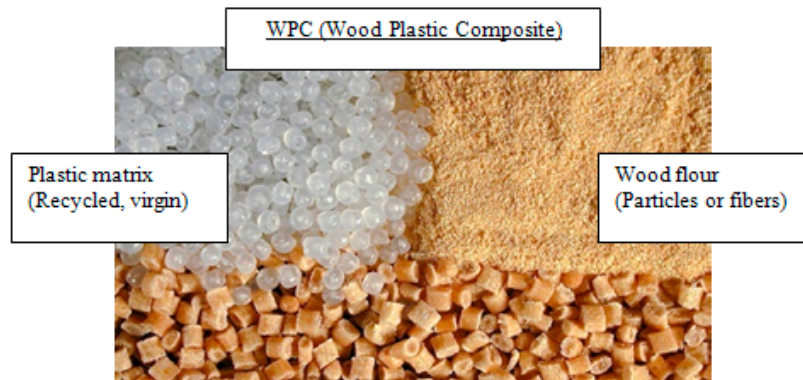 WPC (Wood Plastic Composite)
Plastic matrix
(Recycled, virgin)
Wood flour
(Particles or fibers)